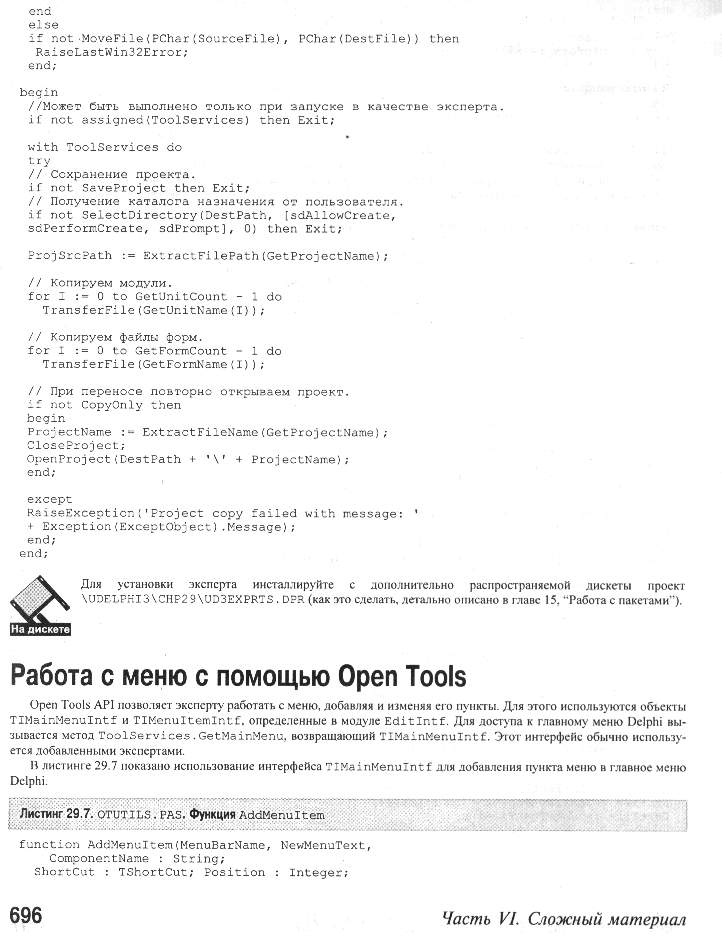 end
else
if not MoveFile(PChar(SourceFile), PChar(DestFile)) then
RaiseLastWin32Error;
end;
begin
//Может быть выполнено только при запуске в качестве эксперта.
if not assigned(ToolServices) then Exit;
with ToolServices do
try
// Сохранение проекта.
if not SaveProject then Exit;
// Получение каталога назначения от пользователя.
if not SelectDirectory(DestPath, [sdAllowCreate,
sdPerformCreate, sdPrompt], 0) then Exit;
ProjSrcPath := ExtractFilePath(GetProjectName);
// Копируем модули.
for I := 0 to GetUnitCount - 1 do
TransferFile(GetUnitName(I));
// Копируем файлы форм.
for I := 0 to GetFormCount - 1 do
TransferFile(GetFormName(I));
// При переносе повторно открываем проект.
if not CopyOnly then
begin
ProjectName := ExtractFileName(GetProjectName);
CloseProject;
OpenProject(DestPath + '\' + ProjectName);
end;
except
RaiseException('Project copy failed with message: '
+ Exception(ExceptObject).Message);
end;
end;
На дискете
Для установки эксперта инсталлируйте с дополнительно распространяемой дискеты проект
\UDELPHI3\CHP29\UD3EXPRTS.DPR (как это сделать, детально описано в главе 15, “Работа с пакетами”).
Работа с меню с помощью Open Tools
Open Tools API позволяет эксперту работать с меню, добавляя и изменяя его пункты. Для этого используются объекты
TIMainMenuIntf и TIMenuItemIntf, определенные в модуле EditIntf. Для доступа к главному меню Delphi вы-
зывается метод ToolServices.GetMainMenu, возвращающий TIMainMenuIntf. Этот интерфейс обычно использу-
ется добавленными экспертами.
В листинге 29.7 показано использование интерфейса TIMainMenuIntf для добавления пункта меню в главное меню
Delphi.
Листинг 29.7. OTUTILS.PAS. Функция AddMenuItem
function AddMenuItem(MenuBarName, NewMenuText,
ComponentName : String;
ShortCut : TShortCut; Position : Integer;
696
Часть VI. Сложный материал